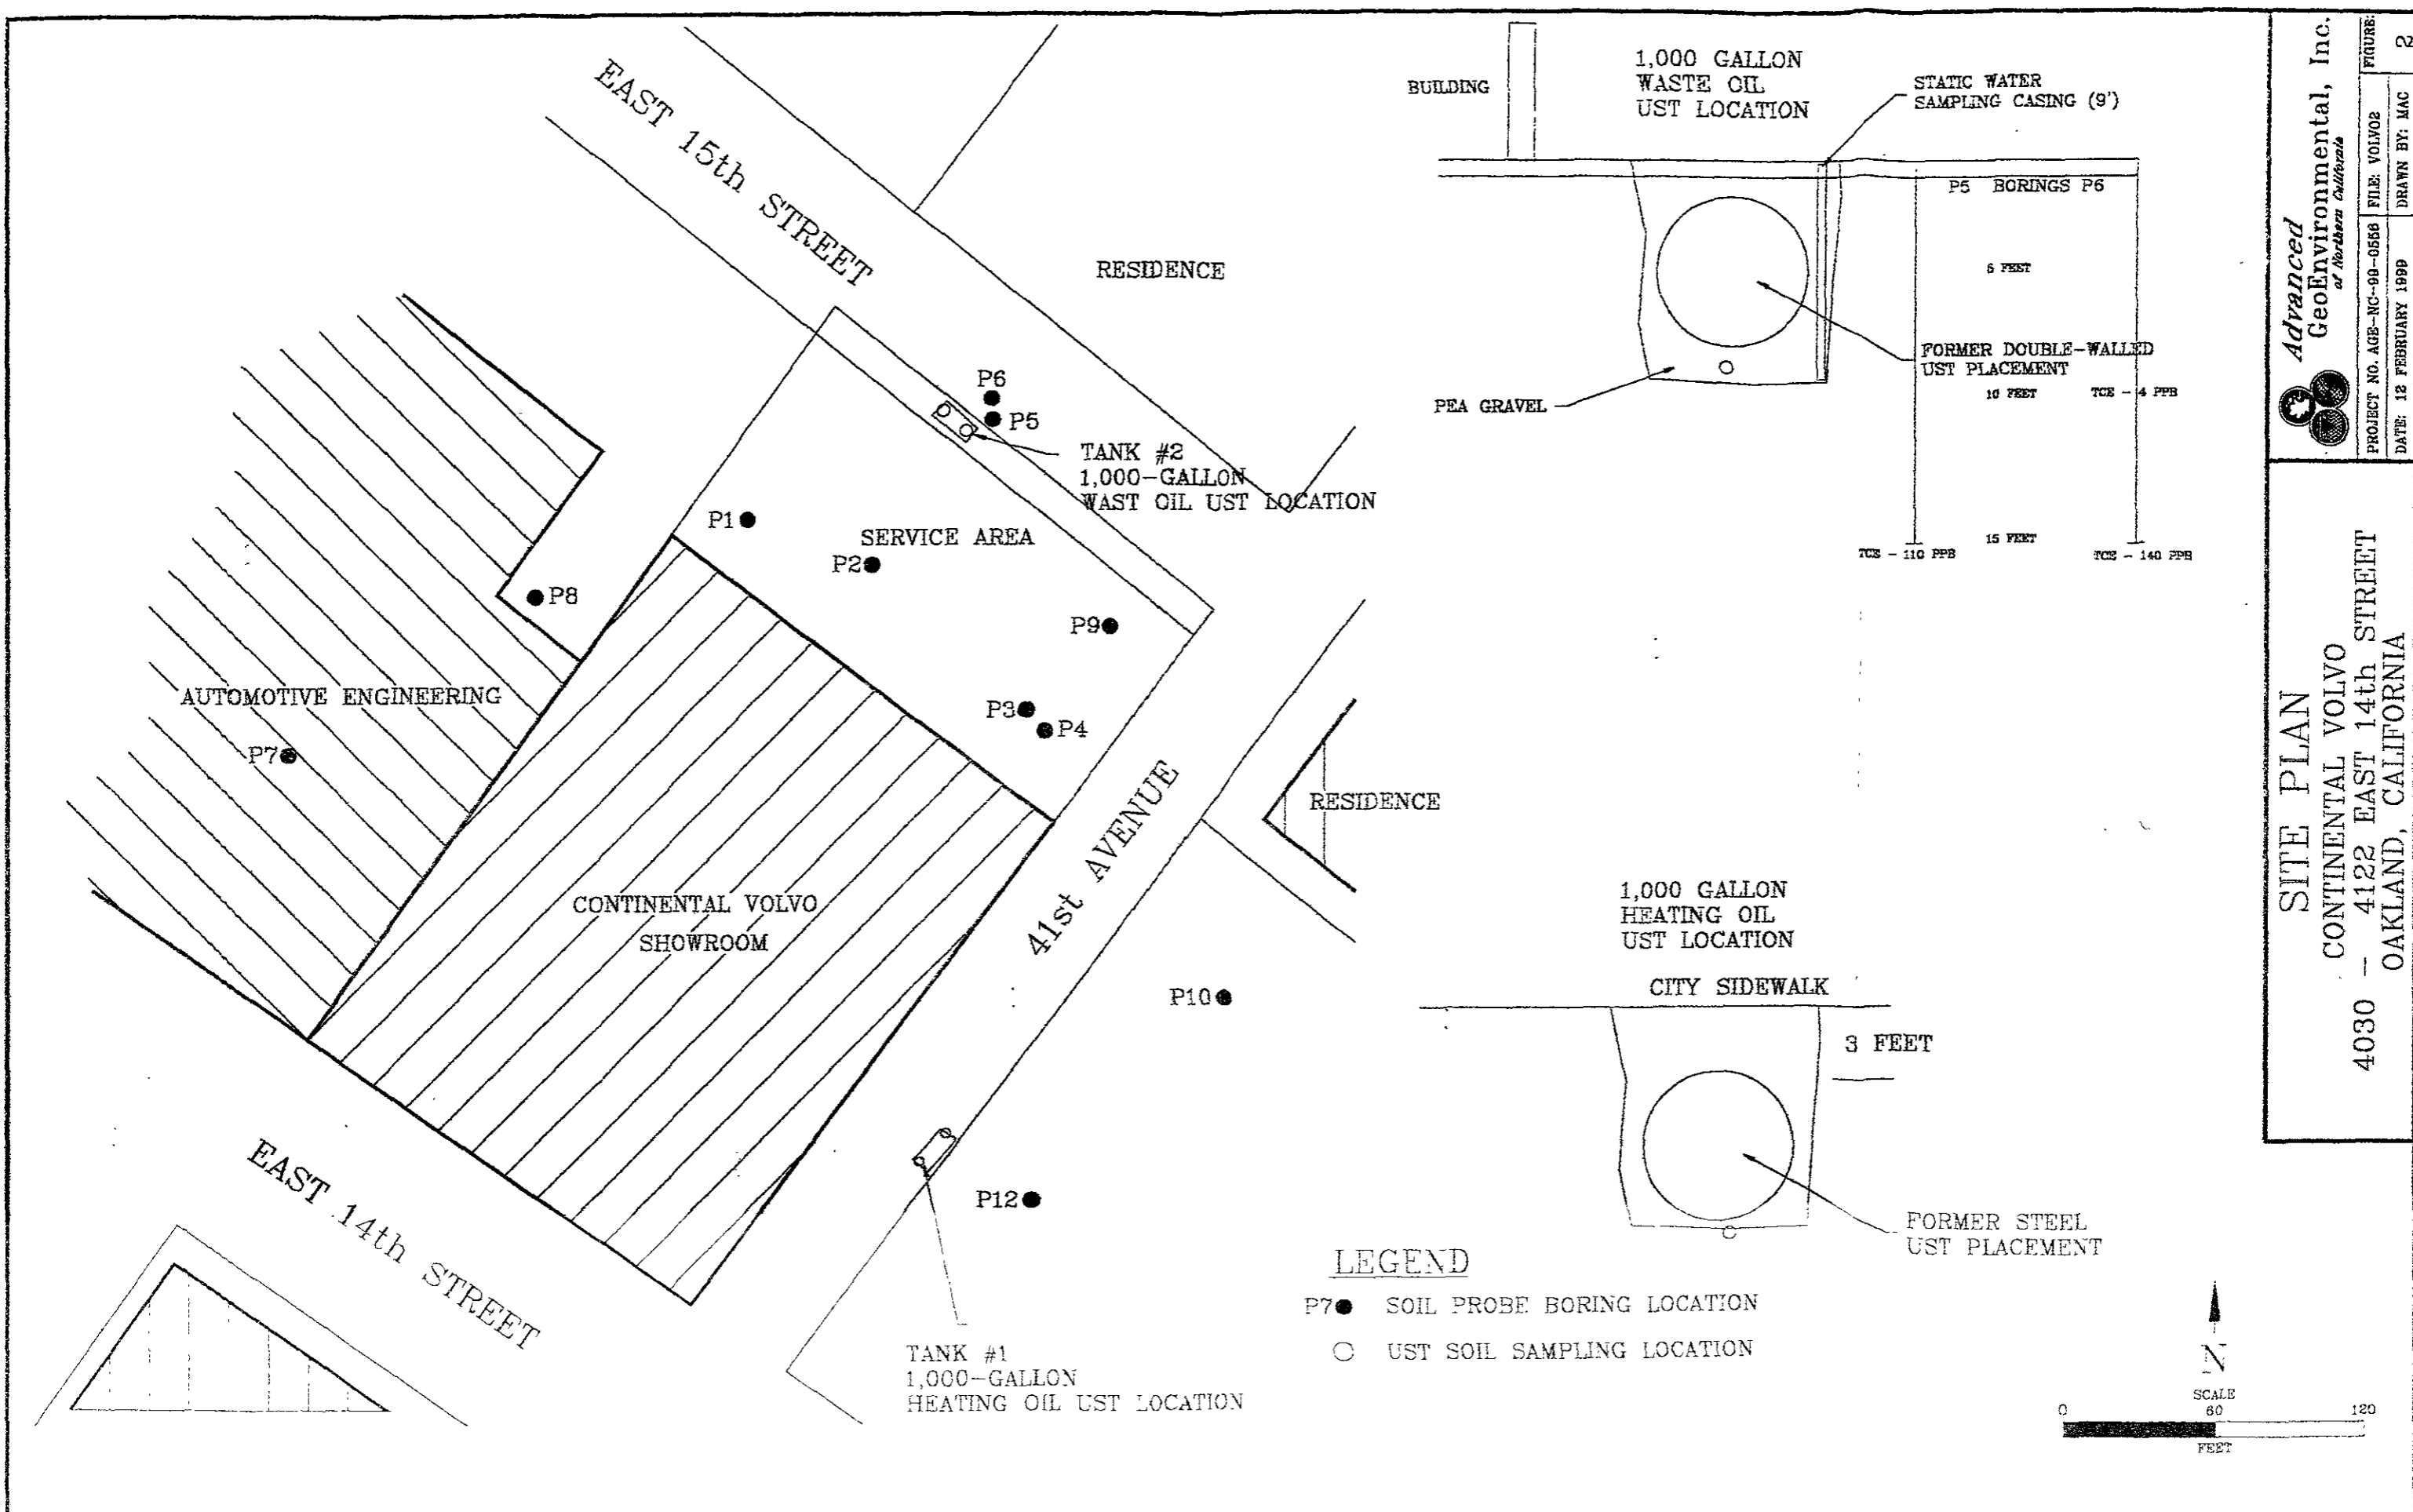 EAST 15th STREET
RESIDENCE
P6
P5
TANK #2
1,000-GALLON
WAST OIL UST LOCATION
P1
SERVICE AREA
P2
P8
P9
AUTOMOTIVE ENGINEERING
P3
P4
P7
RESIDENCE
41st AVENUE
CONTINENTAL VOLVO
SHOWROOM
P10
P12
EAST 14th STREET
TANK #1
1,000-GALLON
HEATING OIL UST LOCATION
BUILDING
1,000 GALLON
WASTE OIL
UST LOCATION
STATIC WATER
SAMPLING CASING (9')
P5 BORINGS P6
5 FEET
FORMER DOUBLE-WALLED
UST PLACEMENT
PEA GRAVEL
10 FEET
TCE - 4 PPB
15 FEET
TCE - 110 PPB
TCE - 140 PPB
1,000 GALLON
HEATING OIL
UST LOCATION
CITY SIDEWALK
3 FEET
FORMER STEEL
UST PLACEMENT
LEGEND
P7 SOIL PROBE BORING LOCATION
UST SOIL SAMPLING LOCATION
N
SCALE
0 60 120
FEET
Advanced
GeoEnvironmental, Inc.
of Northern California
PROJECT NO. AGE-NC-99-0556
FILE: VOLVO2
FIGURE:
2
DATE: 12 FEBRUARY 1999
DRAWN BY: MAC
SITE PLAN
CONTINENTAL VOLVO
4030 - 4122 EAST 14th STREET
OAKLAND, CALIFORNIA